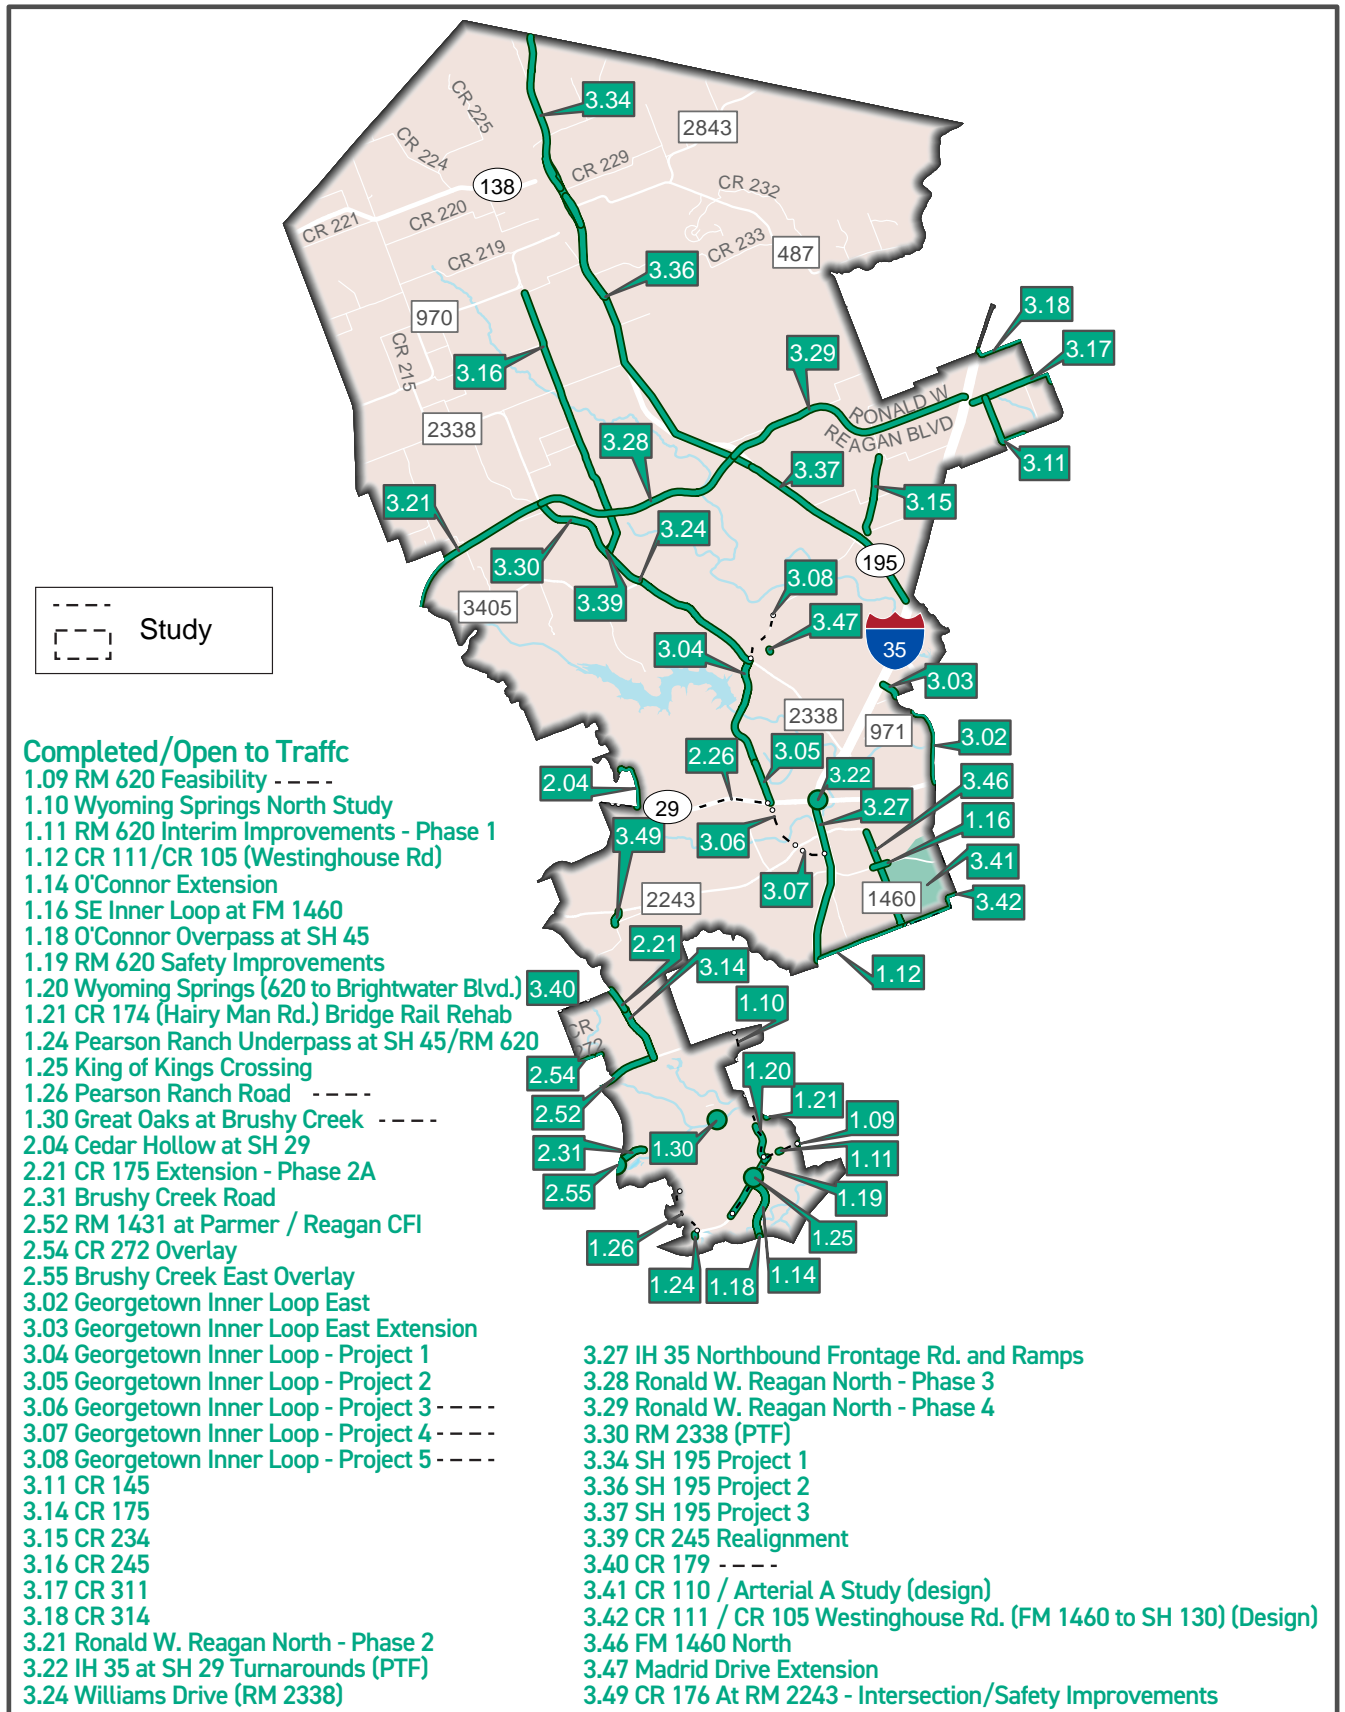 3.34
2843
CR 225
CR 224
CR 229
138
CR 232
CR 221
CR 220
CR 233
487
CR 219
3.36
970
3.18
3.17
CR 215
3.16
3.29
RONALD W
REAGAN BLVD
2338
3.28
3.37
3.11
3.21
3.15
3.24
3.30
195
3.08
3.39
3405
3.47
35
3.04
3.03
2338
971
3.02
Study
2.26
3.05
3.22
2.04
3.46
29
3.27
1.16
3.49
3.06
3.41
3.07
2243
1460
3.42
2.21
3.14
1.12
3.40
1.10
CR
272
2.54
1.20
1.21
2.52
1.09
2.31
1.30
1.11
2.55
1.19
1.26
1.25
1.24
1.18
1.14
Completed/Open to Traffc
1.09 RM 620 Feasibility ----
1.10 Wyoming Springs North Study
1.11 RM 620 Interim Improvements - Phase 1
1.12 CR 111/CR 105 (Westinghouse Rd)
1.14 O'Connor Extension
1.16 SE Inner Loop at FM 1460
1.18 O'Connor Overpass at SH 45
1.19 RM 620 Safety Improvements
1.20 Wyoming Springs (620 to Brightwater Blvd.)
1.21 CR 174 (Hairy Man Rd.) Bridge Rail Rehab
1.24 Pearson Ranch Underpass at SH 45/RM 620
1.25 King of Kings Crossing
1.26 Pearson Ranch Road ----
1.30 Great Oaks at Brushy Creek ----
2.04 Cedar Hollow at SH 29
2.21 CR 175 Extension - Phase 2A
2.31 Brushy Creek Road
2.52 RM 1431 at Parmer / Reagan CFI
2.54 CR 272 Overlay
2.55 Brushy Creek East Overlay
3.02 Georgetown Inner Loop East
3.03 Georgetown Inner Loop East Extension
3.04 Georgetown Inner Loop - Project 1
3.05 Georgetown Inner Loop - Project 2
3.06 Georgetown Inner Loop - Project 3 ----
3.07 Georgetown Inner Loop - Project 4 ----
3.08 Georgetown Inner Loop - Project 5 ----
3.11 CR 145
3.14 CR 175
3.15 CR 234
3.16 CR 245
3.17 CR 311
3.18 CR 314
3.21 Ronald W. Reagan North - Phase 2
3.22 IH 35 at SH 29 Turnarounds (PTF)
3.24 Williams Drive (RM 2338)
3.27 IH 35 Northbound Frontage Rd. and Ramps
3.28 Ronald W. Reagan North - Phase 3
3.29 Ronald W. Reagan North - Phase 4
3.30 RM 2338 (PTF)
3.34 SH 195 Project 1
3.36 SH 195 Project 2
3.37 SH 195 Project 3
3.39 CR 245 Realignment
3.40 CR 179 ----
3.41 CR 110 / Arterial A Study (design)
3.42 CR 111 / CR 105 Westinghouse Rd. (FM 1460 to SH 130) (Design)
3.46 FM 1460 North
3.47 Madrid Drive Extension
3.49 CR 176 At RM 2243 - Intersection/Safety Improvements